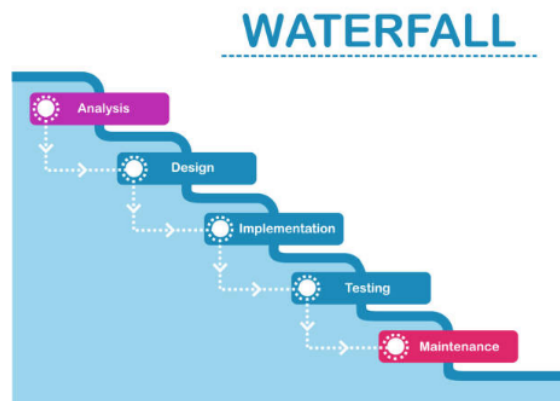 WATERFALL
Analysis
Design
Implementation
Testing
Maintenance